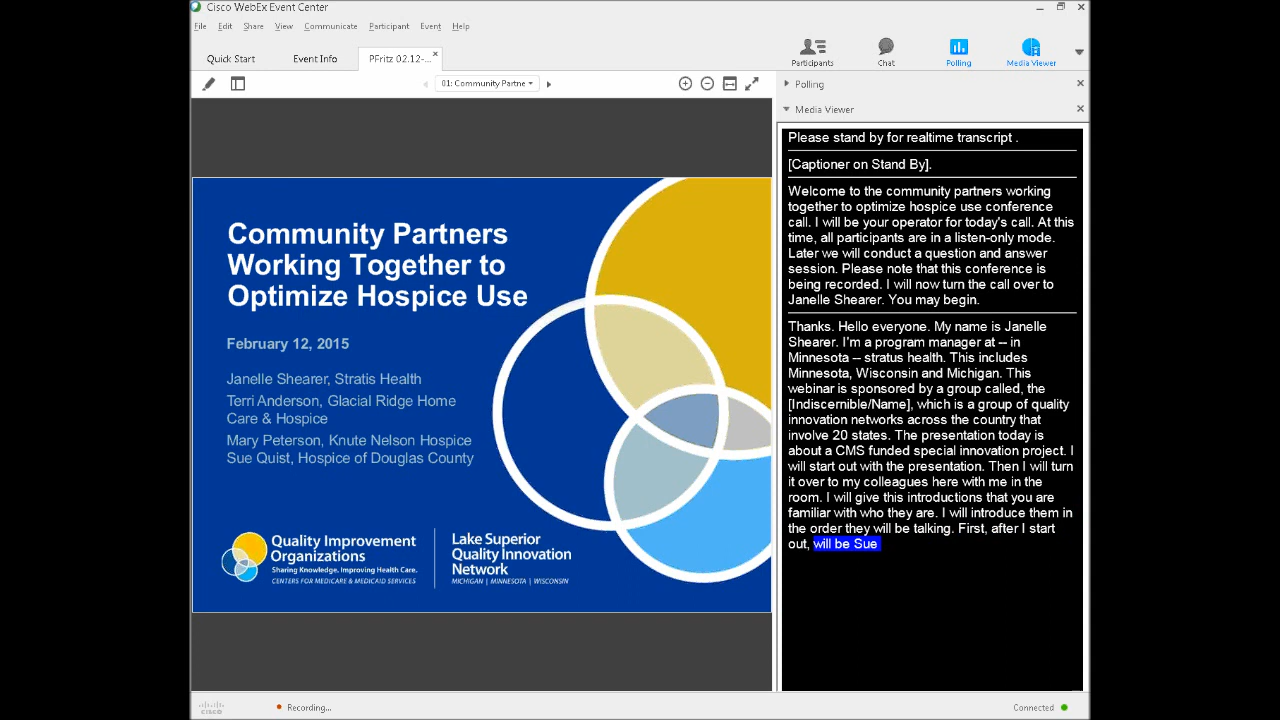 Cisco WebEx Event Center
File Edit Share View Communicate Participant Event Help
Quick Start Event Info PFritz 02.12-...
Participants Chat Polling Media Viewer
01: Community Partne
Polling
Media Viewer
Community Partners
Working Together to
Optimize Hospice Use
February 12, 2015
Janelle Shearer, Stratis Health
Terri Anderson, Glacial Ridge Home
Care & Hospice
Mary Peterson, Knute Nelson Hospice
Sue Quist, Hospice of Douglas County
Quality Improvement
Organizations
Sharing Knowledge. Improving Health Care.
CENTERS FOR MEDICARE & MEDICAID SERVICES
Lake Superior
Quality Innovation
Network
MICHIGAN | MINNESOTA | WISCONSIN
Please stand by for realtime transcript .
[Captioner on Stand By].
Welcome to the community partners working
together to optimize hospice use conference
call. I will be your operator for today's call. At this
time, all participants are in a listen-only mode.
Later we will conduct a question and answer
session. Please note that this conference is
being recorded. I will now turn the call over to
Janelle Shearer. You may begin.
Thanks. Hello everyone. My name is Janelle
Shearer. I'm a program manager at -- in
Minnesota -- stratus health. This includes
Minnesota, Wisconsin and Michigan. This
webinar is sponsored by a group called, the
[Indiscernible/Name], which is a group of quality
innovation networks across the country that
involve 20 states. The presentation today is
about a CMS funded special innovation project. I
will start out with the presentation. Then I will turn
it over to my colleagues here with me in the
room. I will give this introductions that you are
familiar with who they are. I will introduce them in
the order they will be talking. First, after I start
out, will be Sue
CISCO
Recording...
Connected